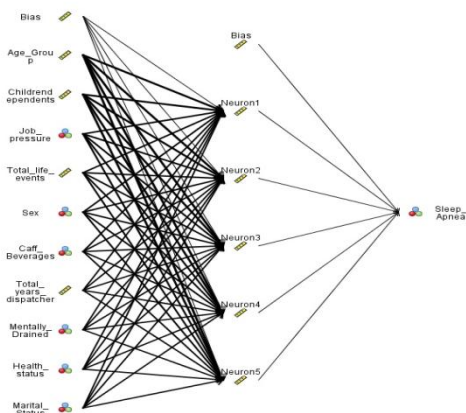 Bias
Age_Grou
p
Childrend
ependents
Job_
pressure
Total_life_
events
Sex
Caff_
Beverages
Total_
years_
dispatcher
Mentally_
Drained
Health_
status
Marital_
Status
Bias
Neuron1
Neuron2
Neuron3
Neuron4
Neuron5
Sleep_
Apnea